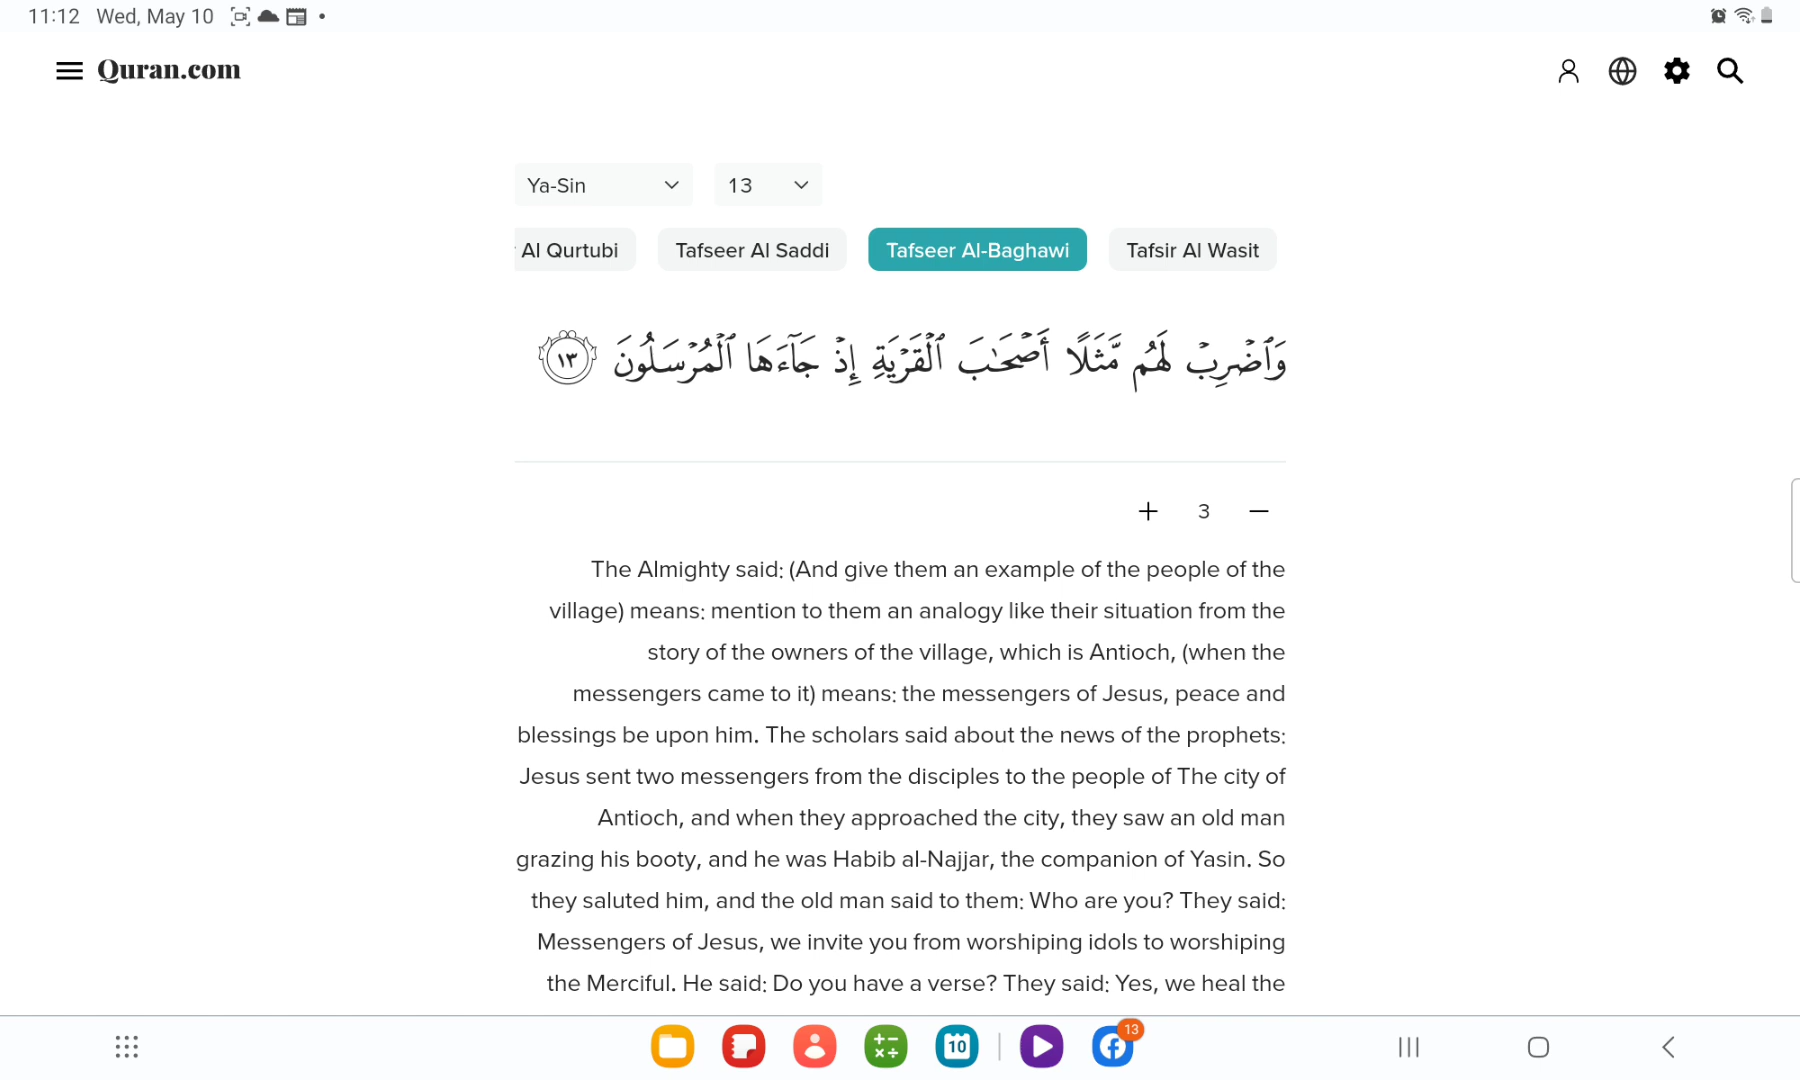 11:12 Wed, May 10
Quran.com
Ya-Sin 13
Al Qurtubi Tafseer Al Saddi Tafseer Al-Baghawi Tafsir Al Wasit
وَٱضْرِبْ لَهُم مَّثَلًا أَصْحَـٰبَ ٱلْقَرْيَةِ إِذْ جَآءَهَا ٱلْمُرْسَلُونَ ١٣
+ 3 −
The Almighty said: (And give them an example of the people of the
village) means: mention to them an analogy like their situation from the
story of the owners of the village, which is Antioch, (when the
messengers came to it) means: the messengers of Jesus, peace and
blessings be upon him. The scholars said about the news of the prophets:
Jesus sent two messengers from the disciples to the people of The city of
Antioch, and when they approached the city, they saw an old man
grazing his booty, and he was Habib al-Najjar, the companion of Yasin. So
they saluted him, and the old man said to them: Who are you? They said:
Messengers of Jesus, we invite you from worshiping idols to worshiping
the Merciful. He said: Do you have a verse? They said: Yes, we heal the
10 13